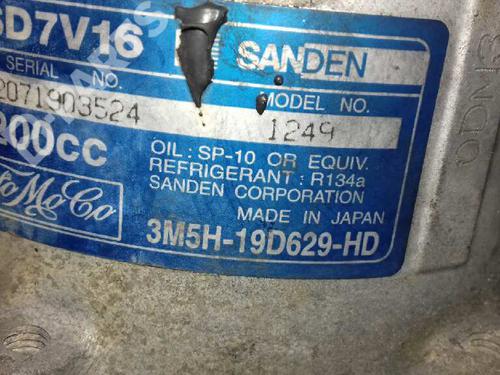 SD7V16 SANDEN
SERIAL NO. MODEL NO.
2071903524 1249
200cc OIL: SP-10 OR EQUIV.
REFRIGERANT: R134a
FoMoCo SANDEN CORPORATION
MADE IN JAPAN
3M5H-19D629-HD